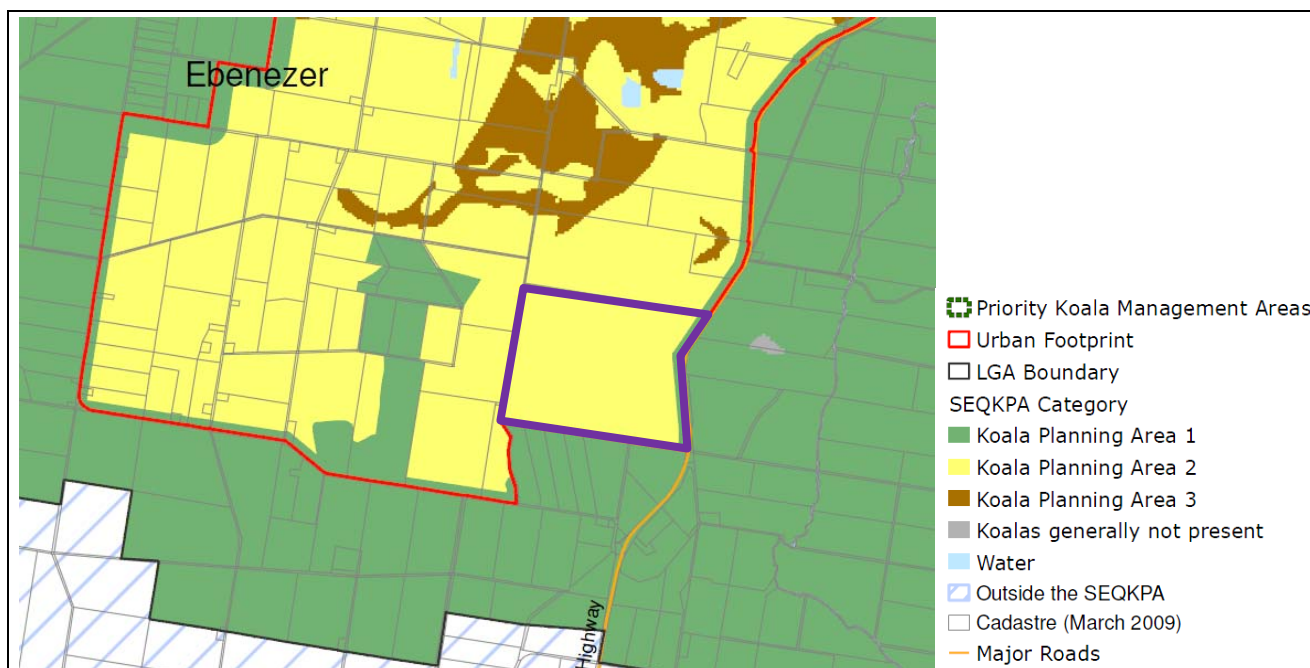 Ebenezer
Highway
Priority Koala Management Areas
Urban Footprint
LGA Boundary
SEQKPA Category
Koala Planning Area 1
Koala Planning Area 2
Koala Planning Area 3
Koalas generally not present
Water
Outside the SEQKPA
Cadastre (March 2009)
Major Roads